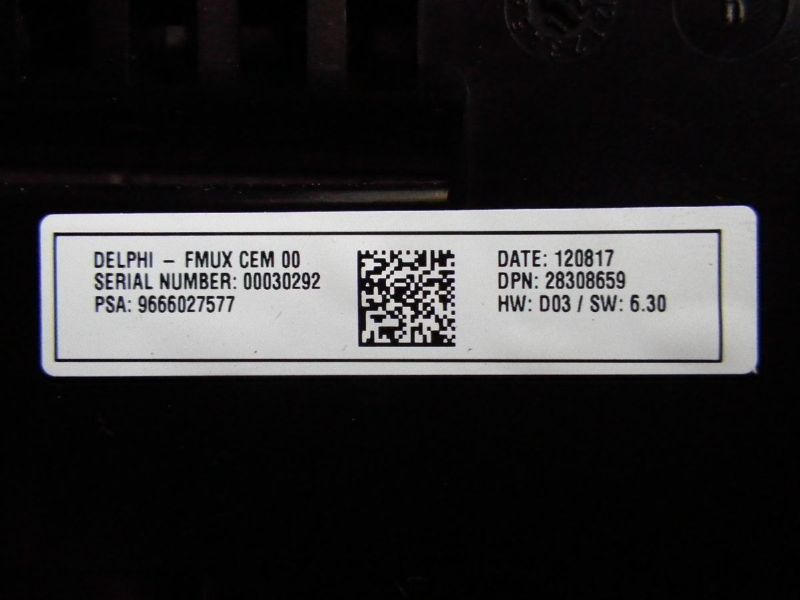 DELPHI – FMUX CEM 00
SERIAL NUMBER: 00030292
PSA: 9666027577
DATE: 120817
DPN: 28308659
HW: D03 / SW: 6.30